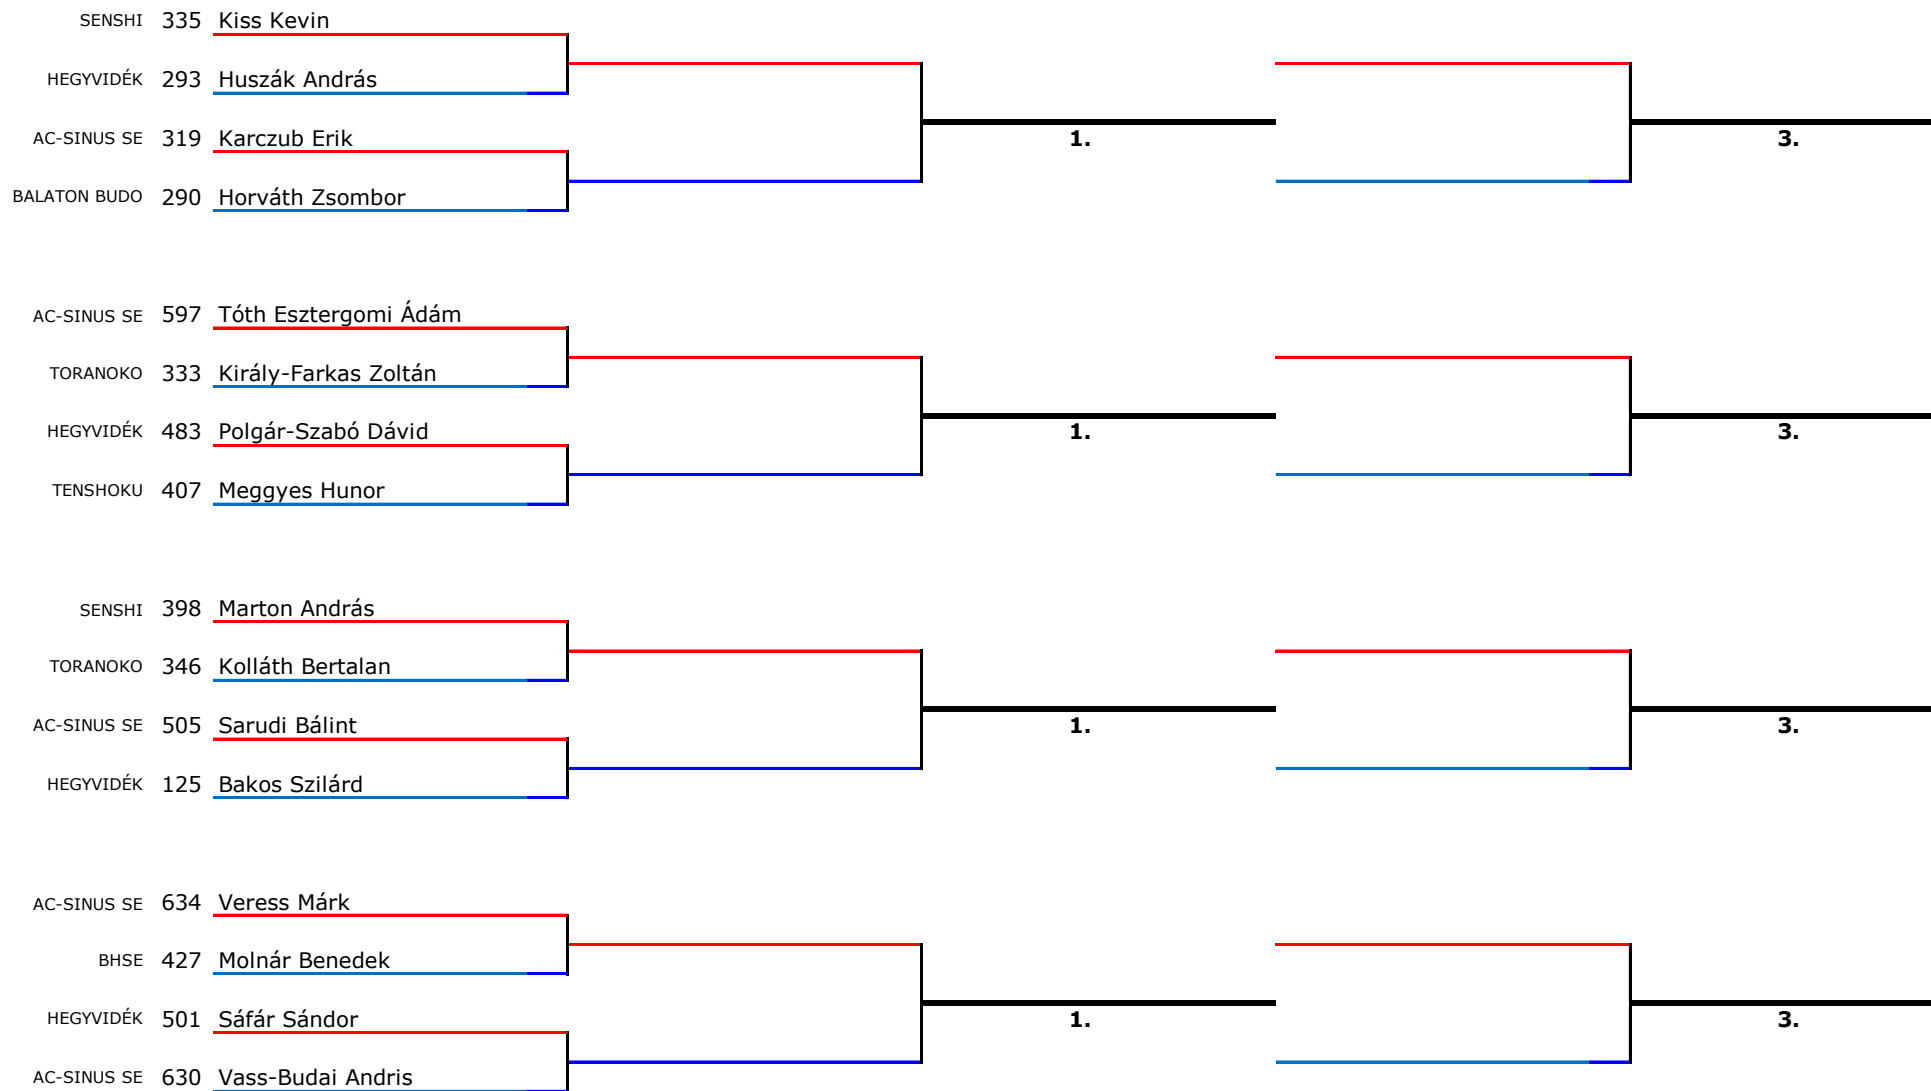 SENSHI 335 Kiss Kevin
HEGYVIDÉK 293 Huszák András
AC-SINUS SE 319 Karczub Erik 1. 3.
BALATON BUDO 290 Horváth Zsombor
AC-SINUS SE 597 Tóth Esztergomi Ádám
TORANOKO 333 Király-Farkas Zoltán
HEGYVIDÉK 483 Polgár-Szabó Dávid 1. 3.
TENSHOKU 407 Meggyes Hunor
SENSHI 398 Marton András
TORANOKO 346 Kolláth Bertalan
AC-SINUS SE 505 Sarudi Bálint 1. 3.
HEGYVIDÉK 125 Bakos Szilárd
AC-SINUS SE 634 Veress Márk
BHSE 427 Molnár Benedek
HEGYVIDÉK 501 Sáfár Sándor 1. 3.
AC-SINUS SE 630 Vass-Budai Andris